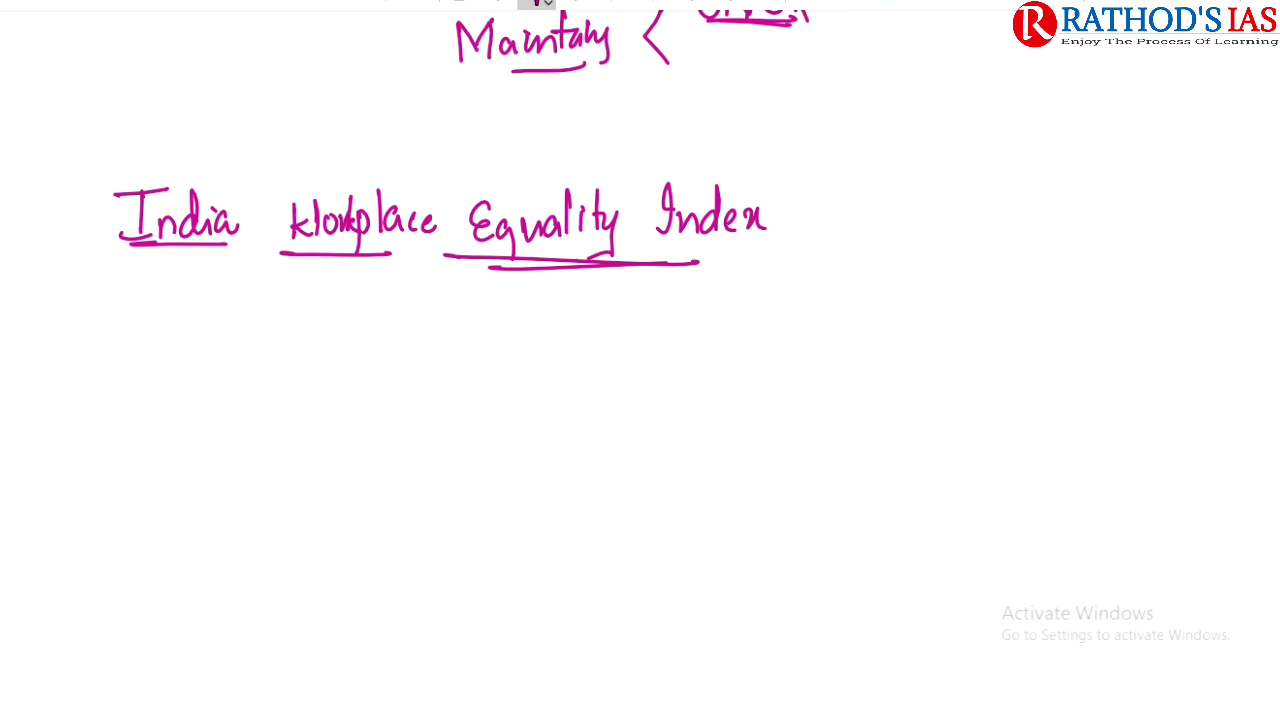 RATHOD'S IAS
Enjoy The Process Of Learning
India Workplace Equality Index
Activate Windows
Go to Settings to activate Windows.